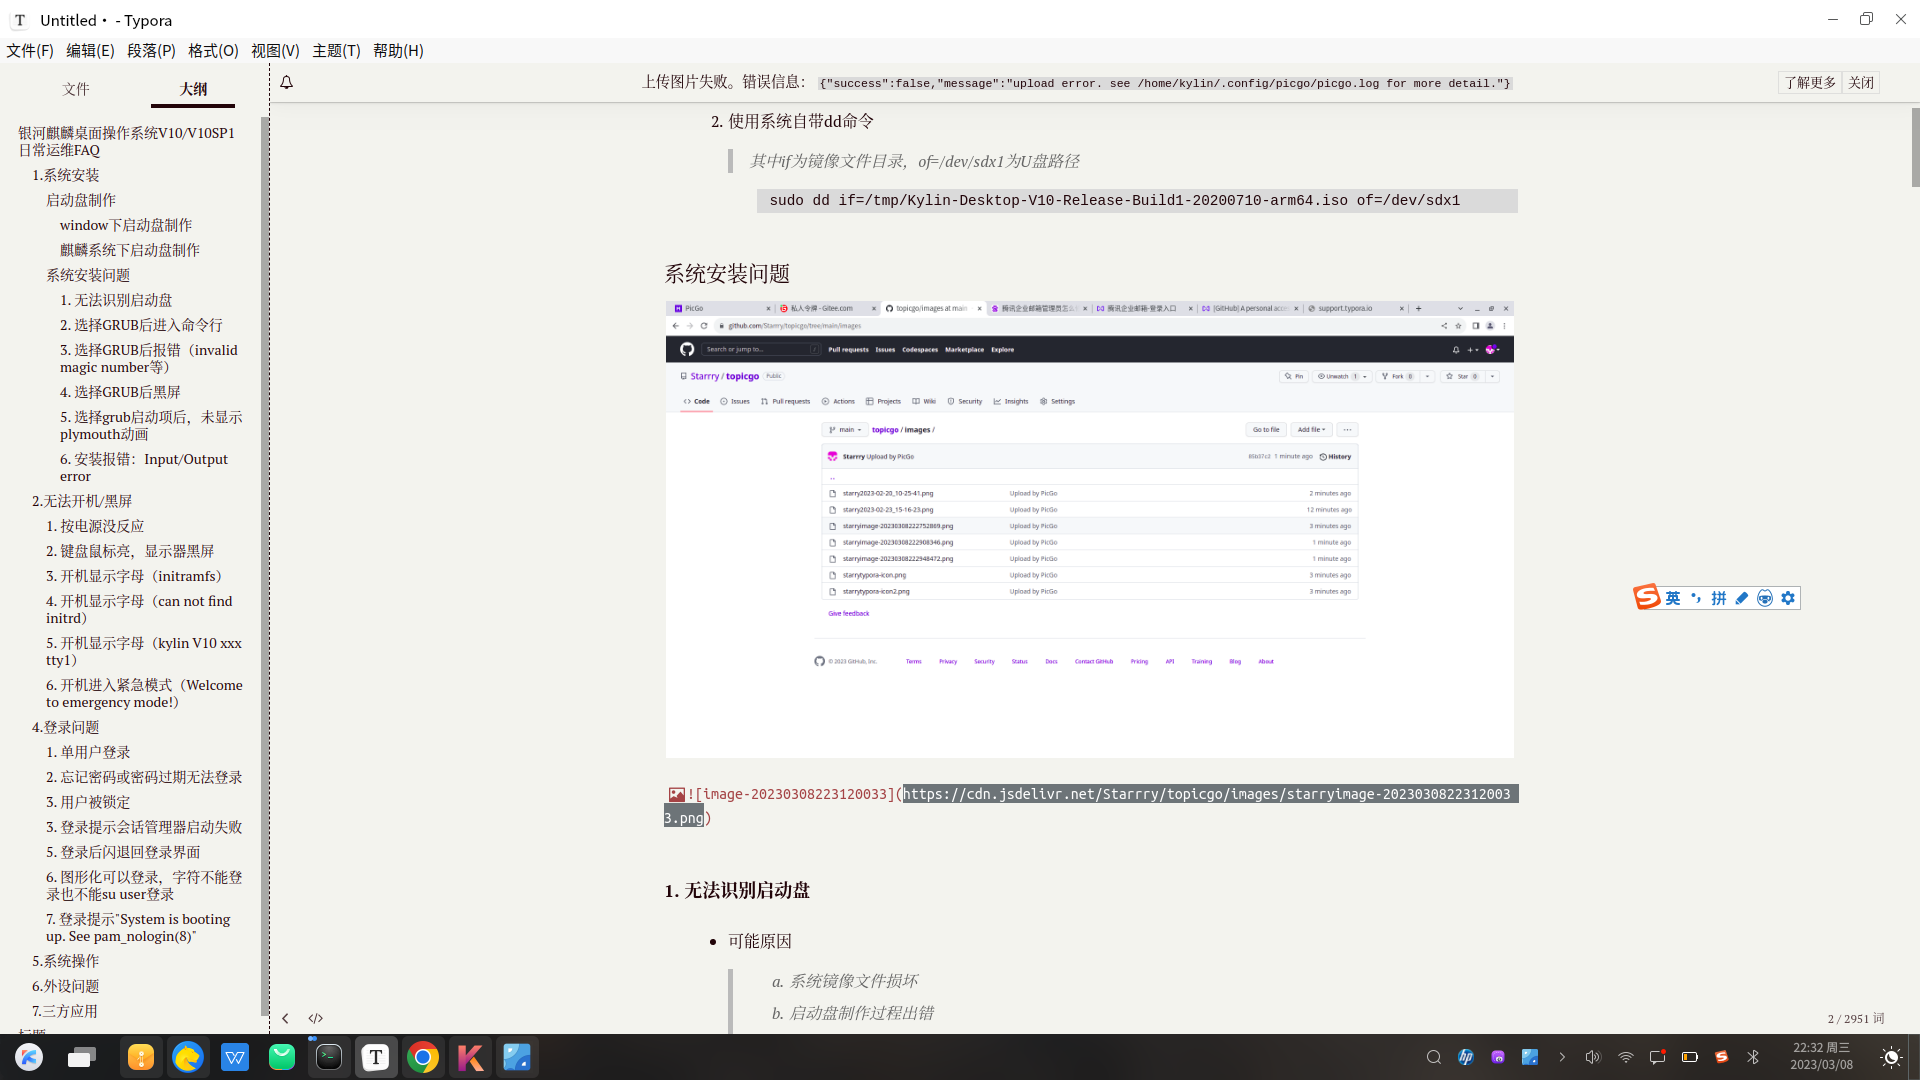 Untitled• - Typora
文件(F) 编辑(E) 段落(P) 格式(O) 视图(V) 主题(T) 帮助(H)
文件 大纲
上传图片失败。错误信息： {"success":false,"message":"upload error. see /home/kylin/.config/picgo/picgo.log for more detail."}
了解更多 关闭
银河麒麟桌面操作系统V10/V10SP1
日常运维FAQ
1.系统安装
启动盘制作
window下启动盘制作
麒麟系统下启动盘制作
系统安装问题
1. 无法识别启动盘
2. 选择GRUB后进入命令行
3. 选择GRUB后报错（invalid
magic number等）
4. 选择GRUB后黑屏
5. 选择grub启动项后，未显示
plymouth动画
6. 安装报错：Input/Output
error
2.无法开机/黑屏
1. 按电源没反应
2. 键盘鼠标亮，显示器黑屏
3. 开机显示字母（initramfs）
4. 开机显示字母（can not find
initrd）
5. 开机显示字母（kylin V10 xxx
tty1）
6. 开机进入紧急模式（Welcome
to emergency mode!）
4.登录问题
1. 单用户登录
2. 忘记密码或密码过期无法登录
3. 用户被锁定
3. 登录提示会话管理器启动失败
5. 登录后闪退回登录界面
6. 图形化可以登录，字符不能登
录也不能su user登录
7. 登录提示"System is booting
up. See pam_nologin(8)"
5.系统操作
6.外设问题
7.三方应用
2. 使用系统自带dd命令
其中if为镜像文件目录，of=/dev/sdx1为U盘路径
sudo dd if=/tmp/Kylin-Desktop-V10-Release-Build1-20200710-arm64.iso of=/dev/sdx1
系统安装问题
PicGo 私人令牌 - Gitee.com topicgo/images at main 腾讯企业邮箱管理员怎么 腾讯企业邮箱-登录入口 [GitHub] A personal acce support.typora.io
github.com/Starrry/topicgo/tree/main/images
Search or jump to... / Pull requests Issues Codespaces Marketplace Explore
Starrry / topicgo Public Pin Unwatch 1 Fork 0 Star 0
Code Issues Pull requests Actions Projects Wiki Security Insights Settings
main topicgo / images / Go to file Add file ...
Starrry Upload by PicGo 1 minute ago History
..
starry2023-02-20_10-25-41.png Upload by PicGo 2 minutes ago
starry2023-02-23_15-16-23.png Upload by PicGo 12 minutes ago
starryimage-20230308222752869.png Upload by PicGo 3 minutes ago
starryimage-20230308222908346.png Upload by PicGo 1 minute ago
starryimage-20230308222948472.png Upload by PicGo 1 minute ago
starrytypora-icon.png Upload by PicGo 3 minutes ago
starrytypora-icon2.png Upload by PicGo 3 minutes ago
Give feedback
© 2023 GitHub, Inc. Terms Privacy Security Status Docs Contact GitHub Pricing API Training Blog About
![image-20230308223120033](https://cdn.jsdelivr.net/Starrry/topicgo/images/starryimage-2023030822312003
3.png)
1. 无法识别启动盘
可能原因
a. 系统镜像文件损坏
b. 启动盘制作过程出错
英 拼
</> 2 / 2951 词
22:32 周三
2023/03/08